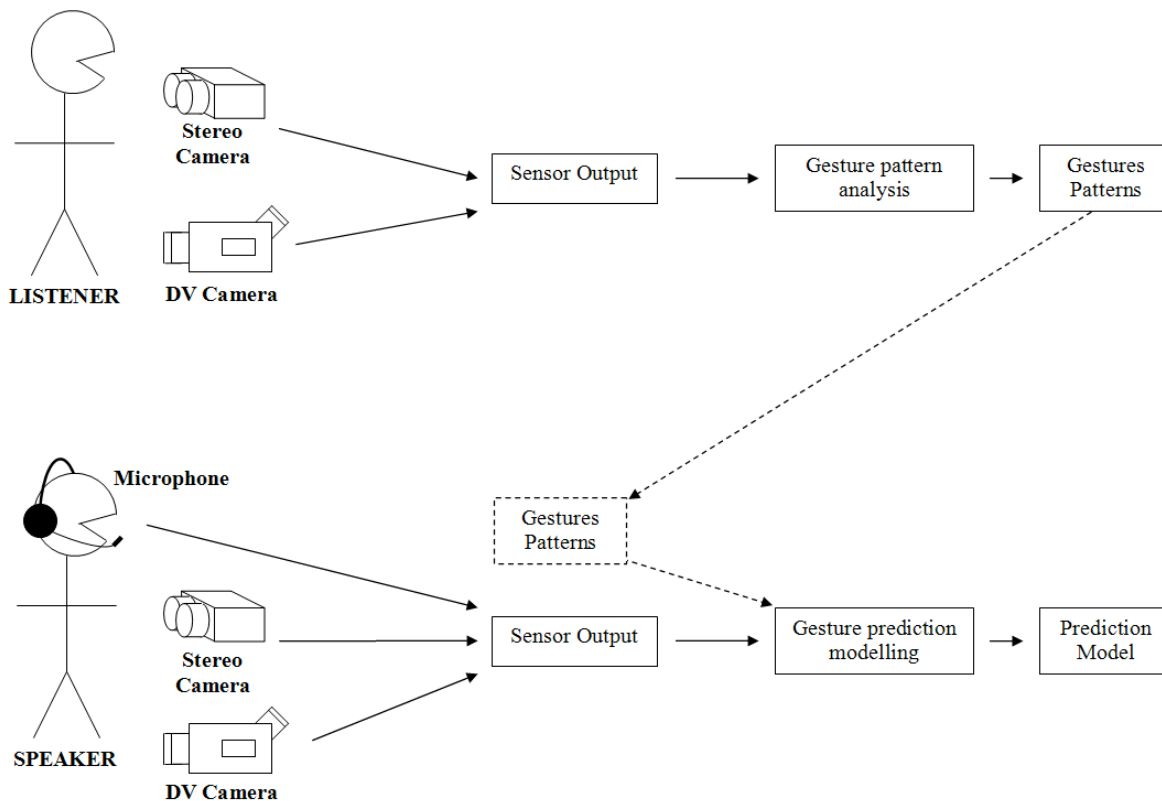 Stereo
Camera
Sensor Output
Gesture pattern
analysis
Gestures
Patterns
DV Camera
LISTENER
Microphone
Gestures
Patterns
Stereo
Camera
Sensor Output
Gesture prediction
modelling
Prediction
Model
SPEAKER
DV Camera